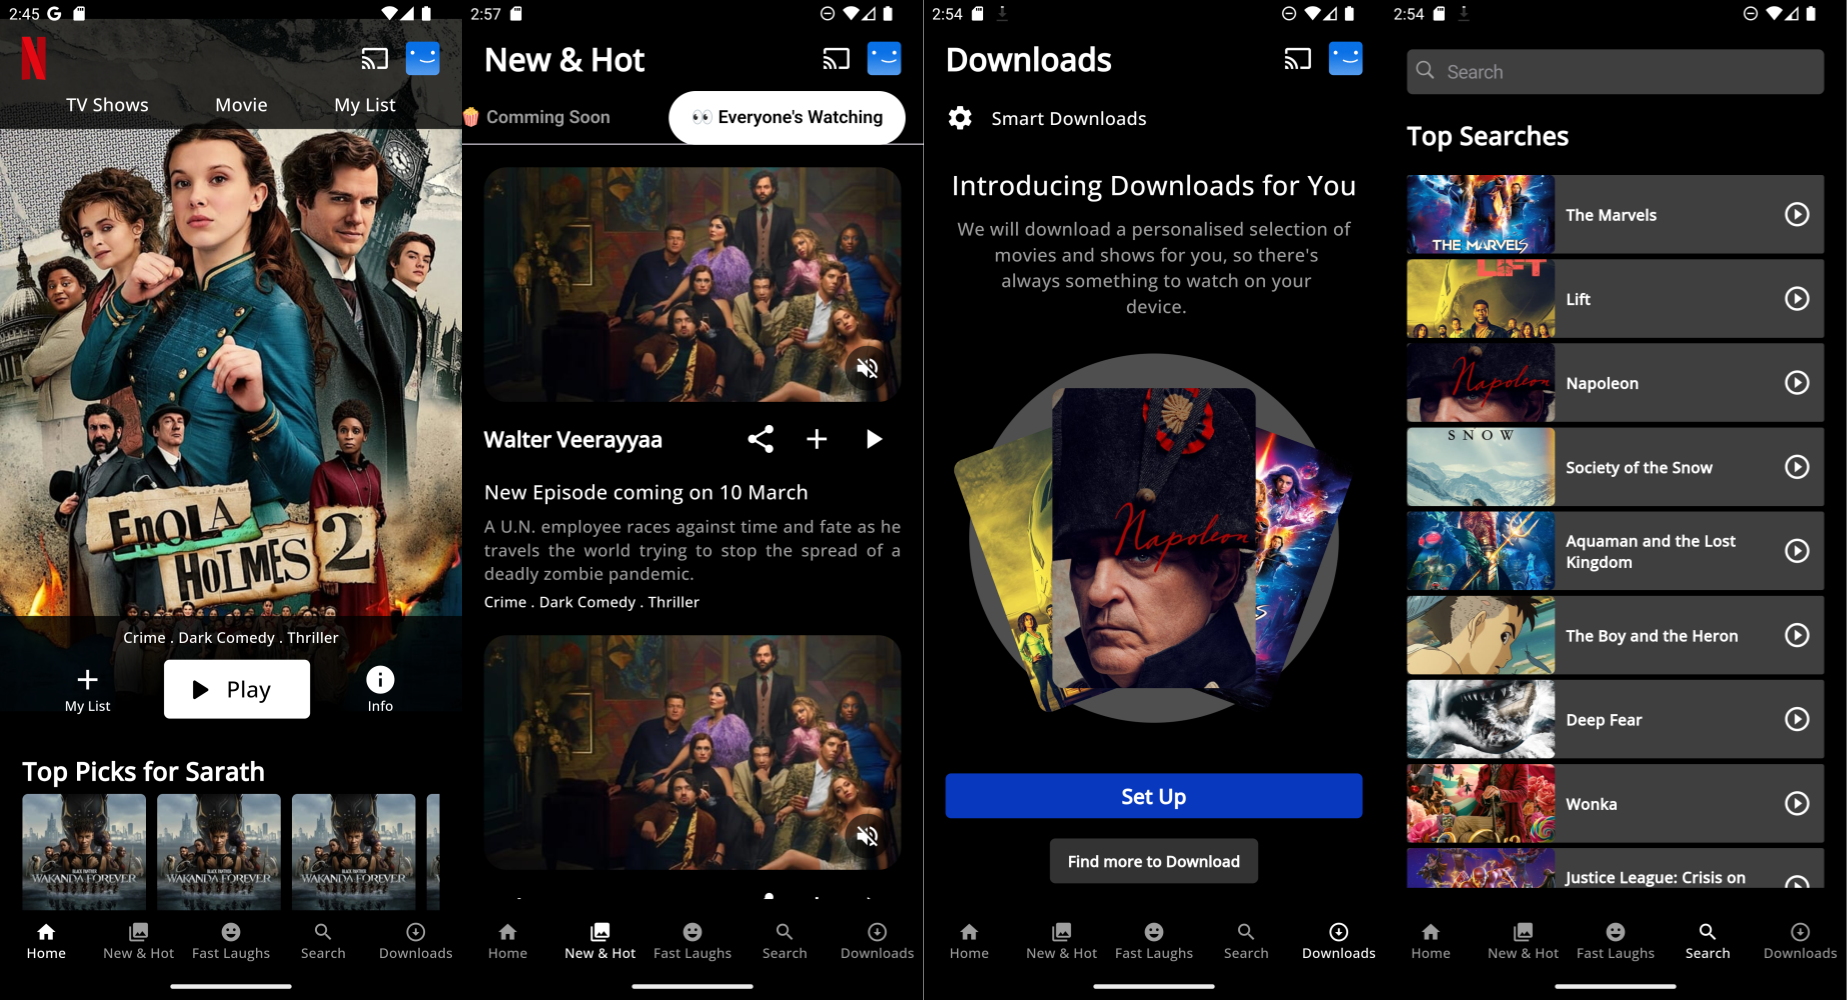 2:45 G
N
TV Shows Movie My List
ENOLA
HOLMES 2
Crime . Dark Comedy . Thriller
My List
Play
Info
Top Picks for Sarath
BLACK PANTHER
WAKANDA FOREVER
BLACK PANTHER
WAKANDA FOREVER
BLACK PANTHER
WAKANDA FOREVER
Home New & Hot Fast Laughs Search Downloads
2:57
New & Hot
🍿 Comming Soon
👀 Everyone's Watching
Walter Veerayyaa
New Episode coming on 10 March
A U.N. employee races against time and fate as he
travels the world trying to stop the spread of a
deadly zombie pandemic.
Crime . Dark Comedy . Thriller
Home New & Hot Fast Laughs Search Downloads
2:54
Downloads
Smart Downloads
Introducing Downloads for You
We will download a personalised selection of
movies and shows for you, so there's
always something to watch on your
device.
Napoleon
Set Up
Find more to Download
Home New & Hot Fast Laughs Search Downloads
2:54
Search
Top Searches
THE MARVELS
The Marvels
LIFT
Lift
Napoleon
Napoleon
SNOW
Society of the Snow
Aquaman and the Lost
Kingdom
The Boy and the Heron
Deep Fear
Wonka
Justice League: Crisis on
Home New & Hot Fast Laughs Search Downloads